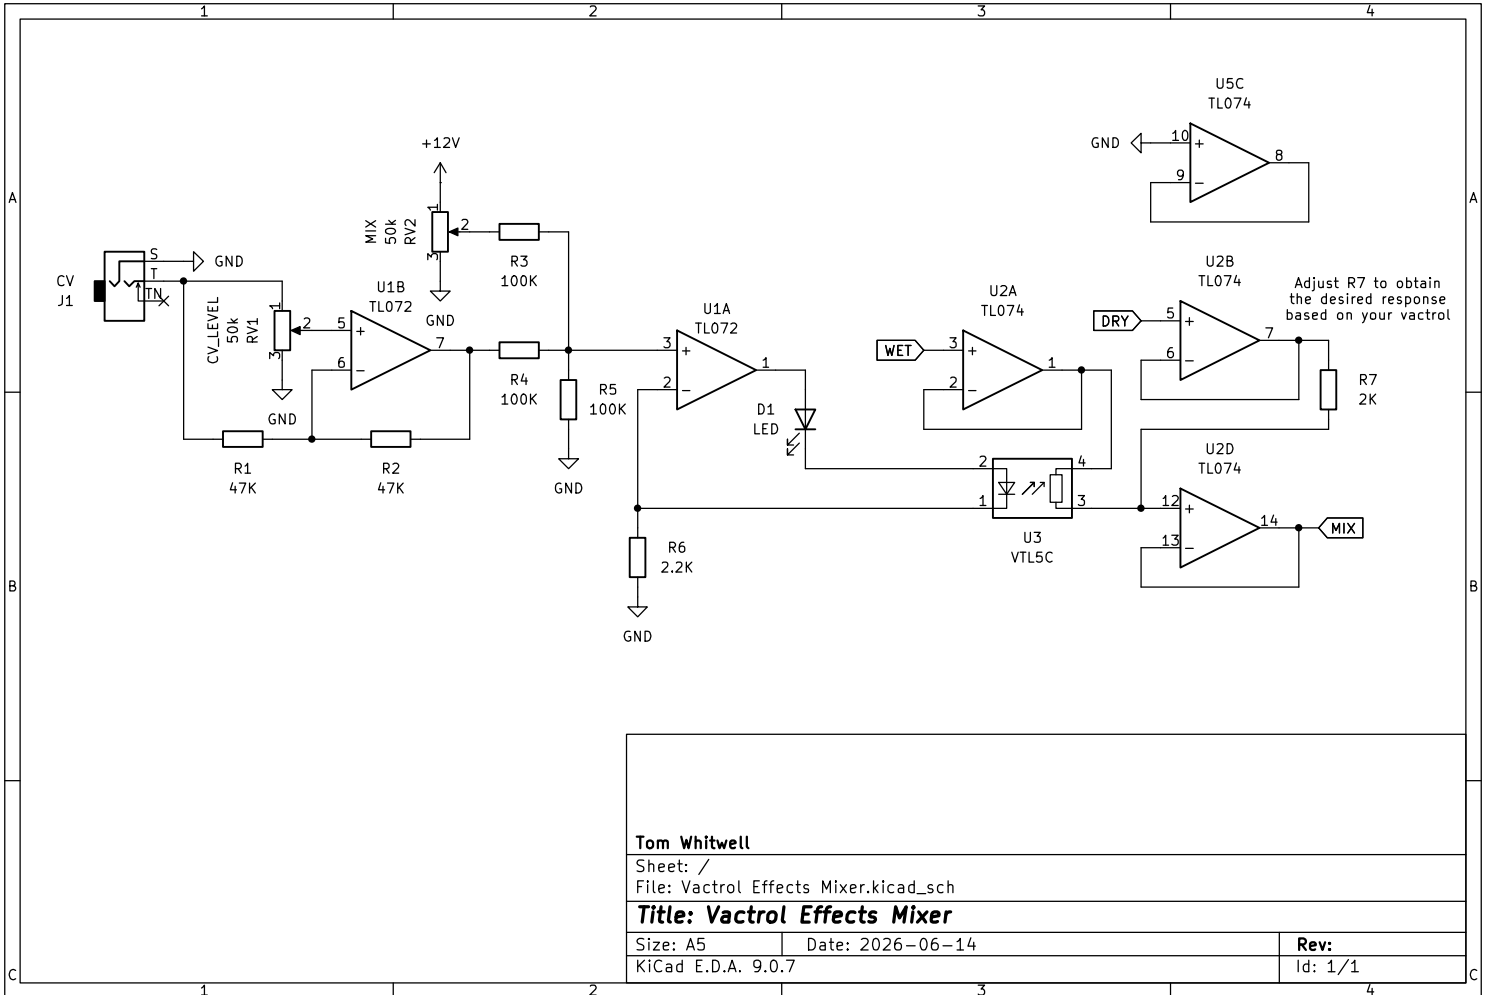 1 2 3 4
A
A
B
B
C
C
1 2 3 4
U5C
TL074
GND
10
+
9
−
8
+12V
1
MIX
50k
RV2
2
3
GND
R3
100K
CV
J1
S
T
TN
GND
CV_LEVEL
50k
RV1
1
2
3
GND
U1B
TL072
5
+
6
−
7
R4
100K
R5
100K
GND
R1
47K
R2
47K
U1A
TL072
3
+
2
−
1
D1
LED
R6
2.2K
GND
U2A
TL074
WET
3
+
2
−
1
U2B
TL074
DRY
5
+
6
−
7
Adjust R7 to obtain
the desired response
based on your vactrol
R7
2K
2
1
4
3
U3
VTL5C
U2D
TL074
12
+
13
−
14
MIX
Tom Whitwell
Sheet: /
File: Vactrol Effects Mixer.kicad_sch
Title: Vactrol Effects Mixer
Size: A5 Date: 2026-06-14 Rev:
KiCad E.D.A. 9.0.7 Id: 1/1